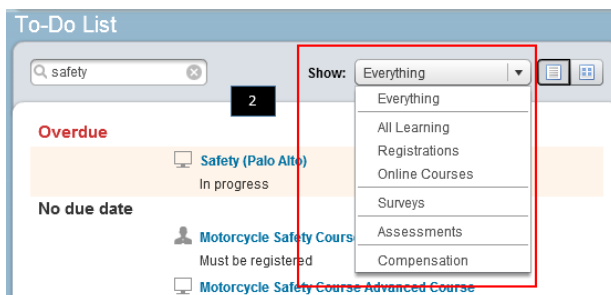 To-Do List
safety
Show: Everything
2
Everything
All Learning
Registrations
Online Courses
Surveys
Assessments
Compensation
Overdue
Safety (Palo Alto)
In progress
No due date
Motorcycle Safety Cours
Must be registered
Motorcycle Safety Course Advanced Course